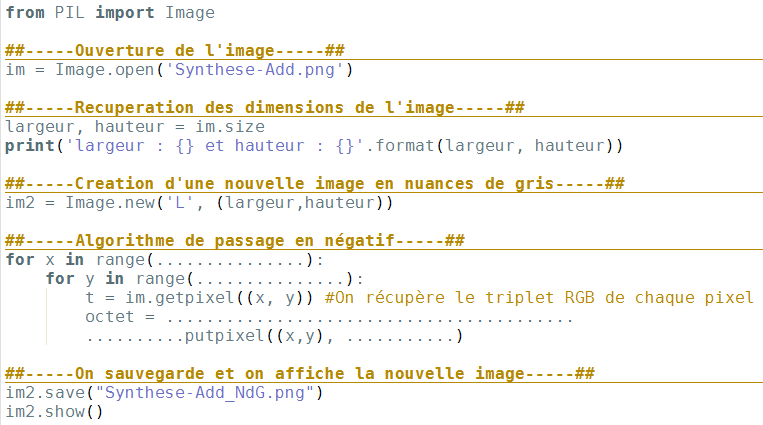 from PIL import Image
##-----Ouverture de l'image-----##
im = Image.open('Synthese-Add.png')
##-----Recuperation des dimensions de l'image-----##
largeur, hauteur = im.size
print('largeur : {} et hauteur : {}'.format(largeur, hauteur))
##-----Creation d'une nouvelle image en nuances de gris-----##
im2 = Image.new('L', (largeur,hauteur))
##-----Algorithme de passage en négatif-----##
for x in range(...............):
    for y in range(...............):
        t = im.getpixel((x, y)) #On récupère le triplet RGB de chaque pixel
        octet = .........................................
        ..........putpixel((x,y), ...........)
##-----On sauvegarde et on affiche la nouvelle image-----##
im2.save("Synthese-Add_NdG.png")
im2.show()